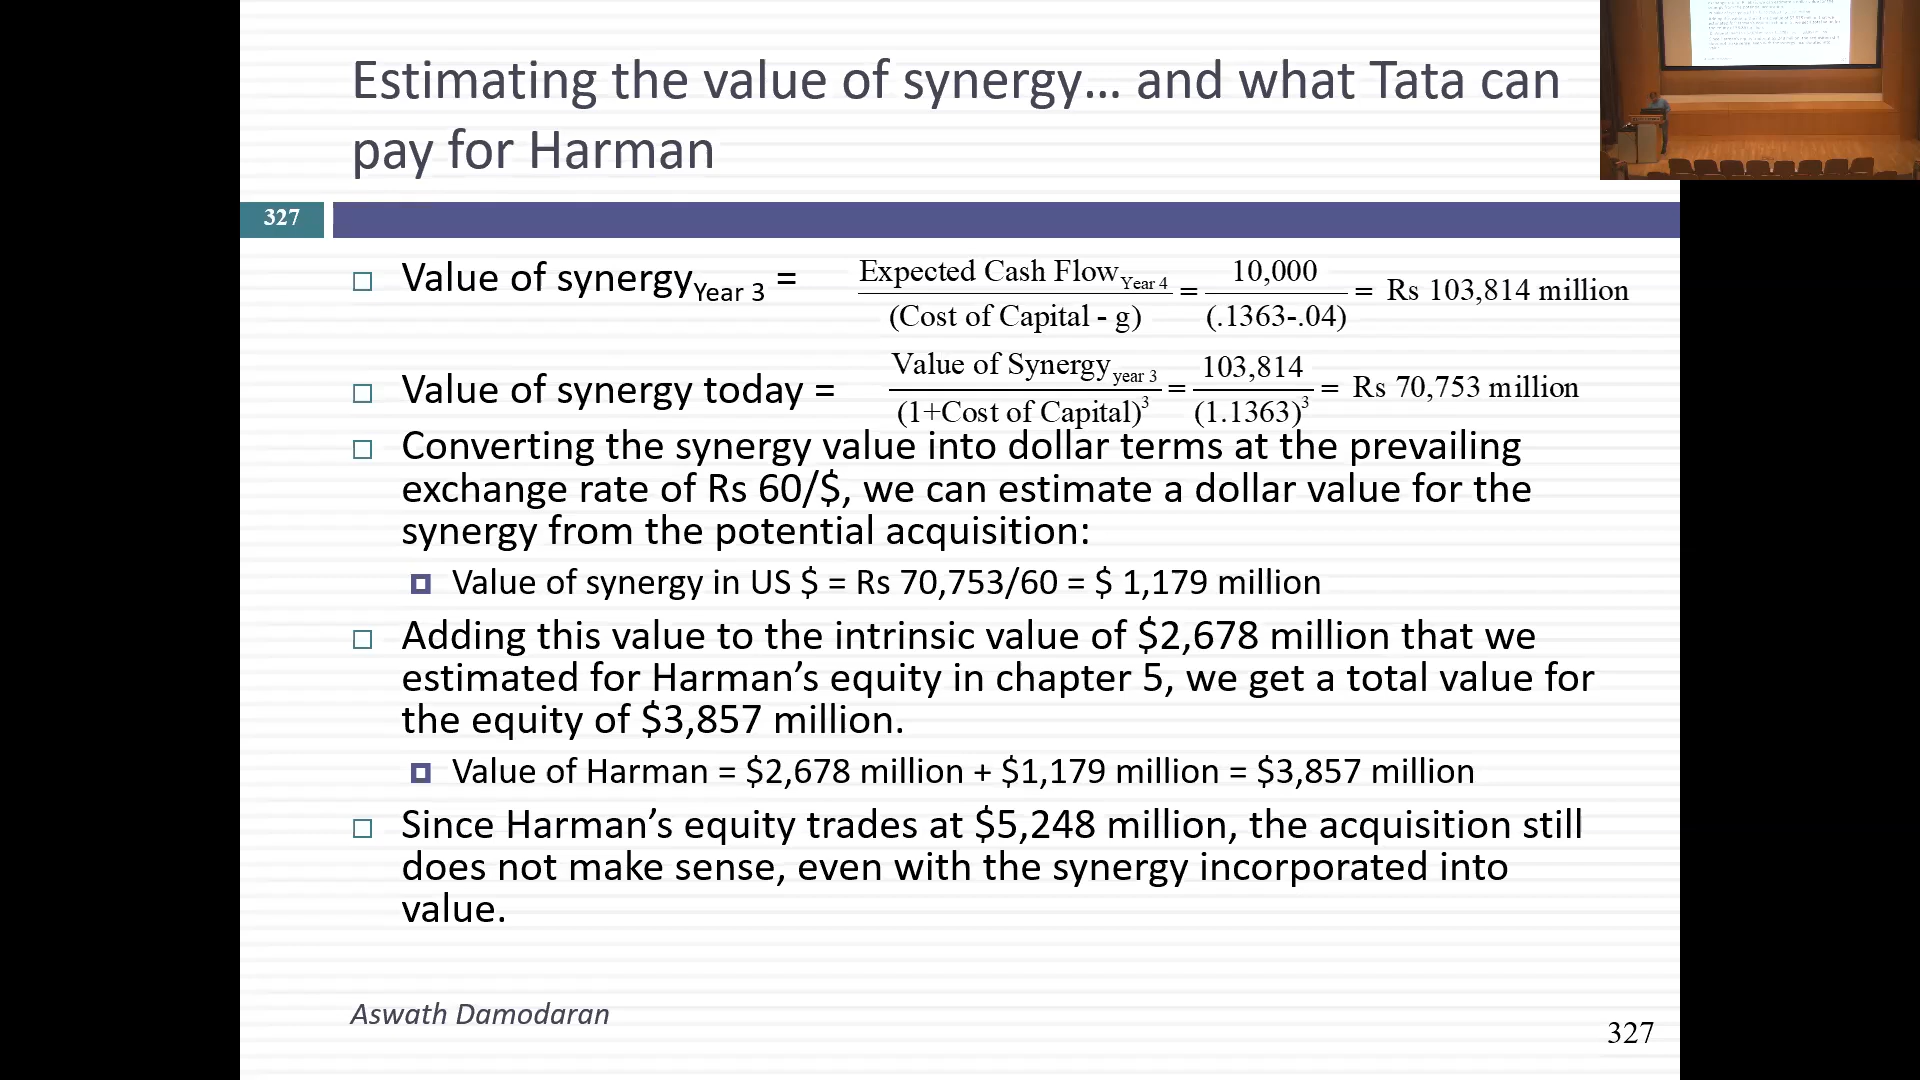 Estimating the value of synergy... and what Tata can
pay for Harman
327
Value of synergy Year 3 = Expected Cash Flow Year 4 / (Cost of Capital - g) = 10,000 / (.1363-.04) = Rs 103,814 million
Value of synergy today = Value of Synergy year 3 / (1+Cost of Capital)^3 = 103,814 / (1.1363)^3 = Rs 70,753 million
Converting the synergy value into dollar terms at the prevailing
exchange rate of Rs 60/$, we can estimate a dollar value for the
synergy from the potential acquisition:
Value of synergy in US $ = Rs 70,753/60 = $ 1,179 million
Adding this value to the intrinsic value of $2,678 million that we
estimated for Harman’s equity in chapter 5, we get a total value for
the equity of $3,857 million.
Value of Harman = $2,678 million + $1,179 million = $3,857 million
Since Harman’s equity trades at $5,248 million, the acquisition still
does not make sense, even with the synergy incorporated into
value.
Aswath Damodaran
327